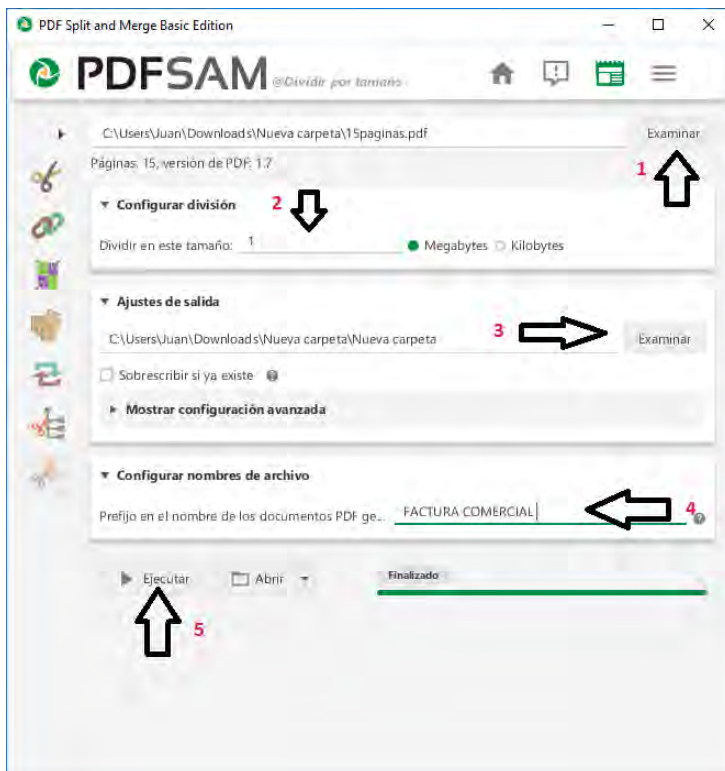 PDF Split and Merge Basic Edition
PDFSAM @Dividir por tamaño
C:\Users\Juan\Downloads\Nueva carpeta\15paginas.pdf Examinar
Páginas: 15, versión de PDF: 1.7
1
Configurar división 2
Dividir en este tamaño: 1 Megabytes Kilobytes
Ajustes de salida
C:\Users\Juan\Downloads\Nueva carpeta\Nueva carpeta 3 Examinar
Sobrescribir si ya existe
Mostrar configuración avanzada
Configurar nombres de archivo
Prefijo en el nombre de los documentos PDF ge... FACTURA COMERCIAL 4
Ejecutar Abrir Finalizado
5